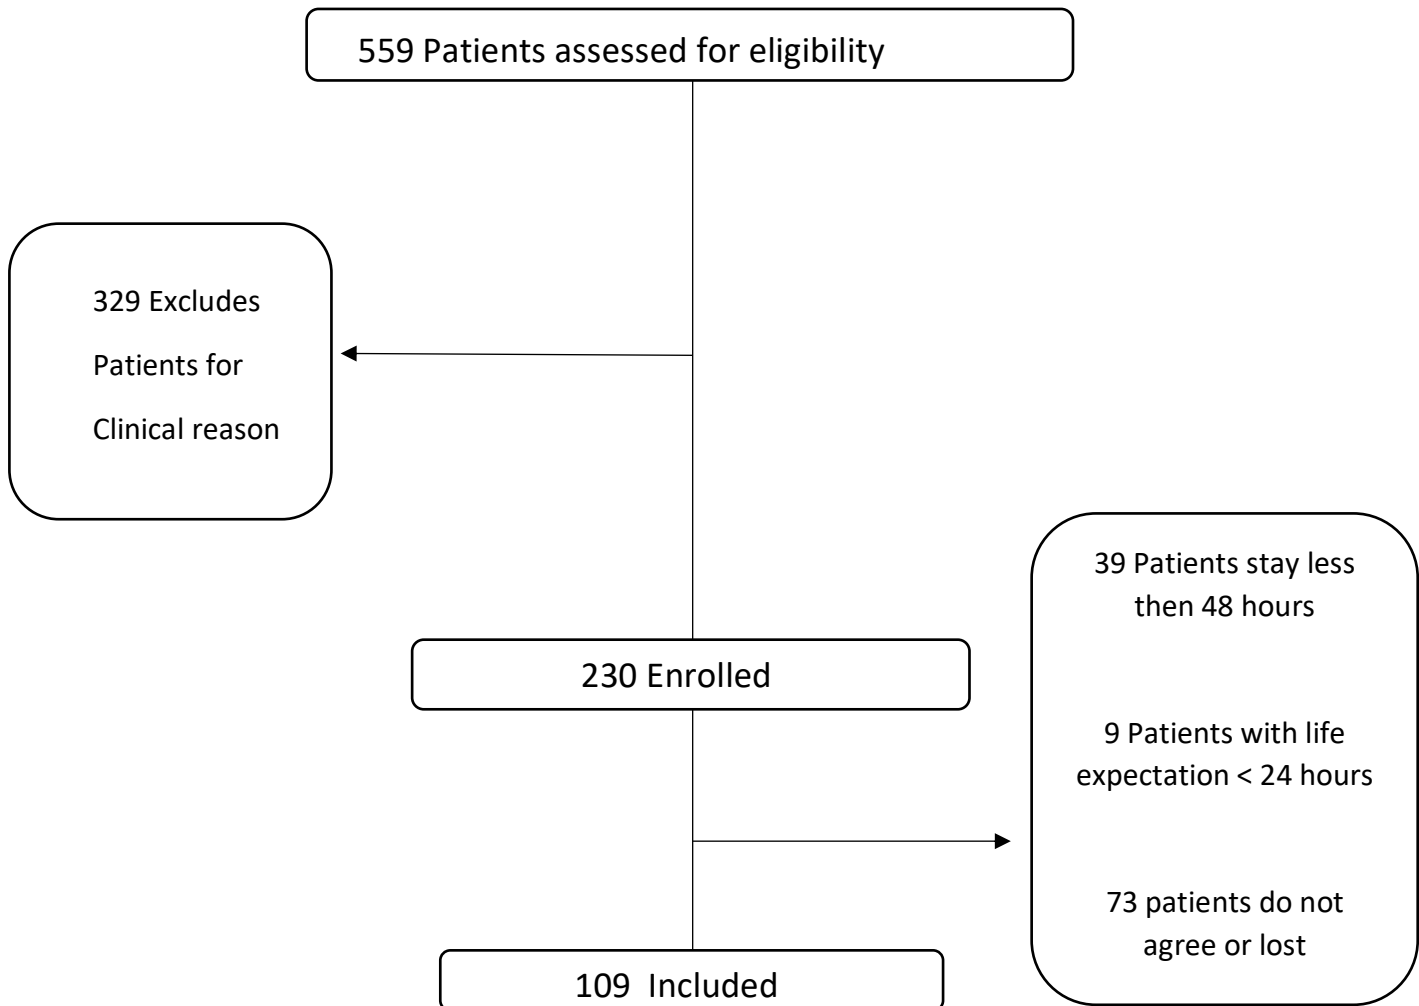 559 Patients assessed for eligibility
329 Excludes
Patients for
Clinical reason
230 Enrolled
39 Patients stay less
then 48 hours
9 Patients with life
expectation < 24 hours
73 patients do not
agree or lost
109 Included